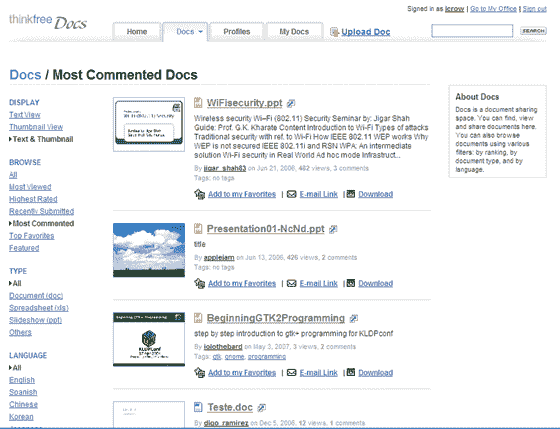 thinkfree Docs
Signed in as lcrow | Go to My Office | Sign out
Home Docs Profiles My Docs Upload Doc SEARCH
Docs / Most Commented Docs
DISPLAY
Text View
Thumbnail View
Text & Thumbnail
BROWSE
All
Most Viewed
Highest Rated
Recently Submitted
Most Commented
Top Favorites
Featured
TYPE
All
Document (doc)
Spreadsheet (xls)
Slideshow (ppt)
Others
LANGUAGE
All
English
Spanish
Chinese
Korean
WiFisecurity.ppt
Wireless security Wi–Fi (802.11) Security Seminar by: Jigar Shah
Guide: Prof. G.K. Kharate Content Introduction to Wi-Fi Types of attacks
Traditional security with ref. to Wi-Fi How IEEE 802.11 WEP works Why
WEP is not secured IEEE 802.11i and RSN WPA: An intermediate
solution Wi-Fi security in Real World Ad hoc mode Infrastruct...
By jigar_shah83 on Jun 21, 2006, 482 views, 3 comments
Tags: no tags
Add to my Favorites | E-mail Link | Download
Presentation01-NcNd.ppt
title
By applejam on Jun 13, 2006, 426 views, 2 comments
Tags: no tags
Add to my Favorites | E-mail Link | Download
BeginningGTK2Programming
step by step introduction to gtk+ programming for KLDPconf
By lolothebard on May 3, 2007, 3 views, 2 comments
Tags: gtk, gnome, programming
Add to my Favorites | E-mail Link | Download
Teste.doc
By digo_ramirez on Dec 5, 2006, 12 views, 1 comments
About Docs
Docs is a document sharing
space. You can find, view
and share documents here.
You can also browse
documents using various
filters: by ranking, by
document type, and by
language.